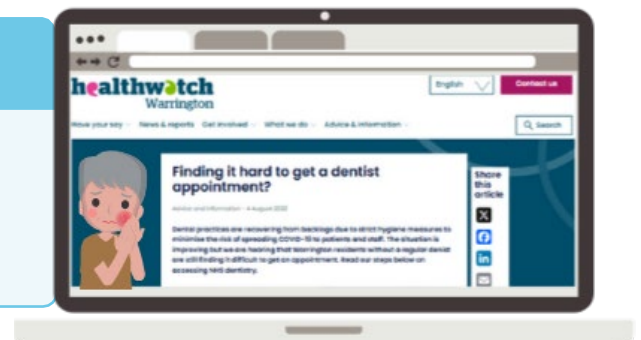 healthwatch
Warrington
English
Contact us
Have your say
News & reports
Get involved
What we do
Advice & information
Search
Finding it hard to get a dentist
appointment?
Advice and information - 4 August 2022
Dental practices are recovering from backlogs due to strict hygiene measures to
minimise the risk of spreading COVID-19 to patients and staff. The situation is
improving but we are hearing that Warrington residents without a regular dentist
are still finding it difficult to get an appointment. Read our steps below on
accessing NHS dentistry.
Share
this
article